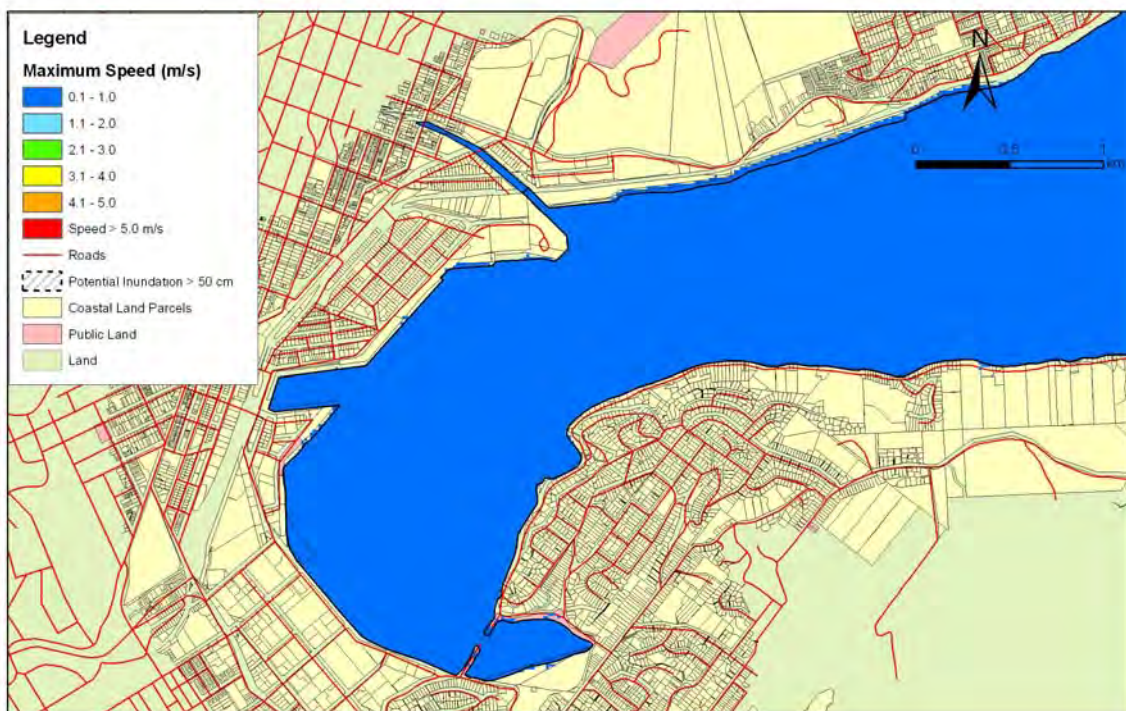 Legend
Maximum Speed (m/s)
0.1 - 1.0
1.1 - 2.0
2.1 - 3.0
3.1 - 4.0
4.1 - 5.0
Speed > 5.0 m/s
Roads
Potential Inundation > 50 cm
Coastal Land Parcels
Public Land
Land
N
0 0.5 1
km